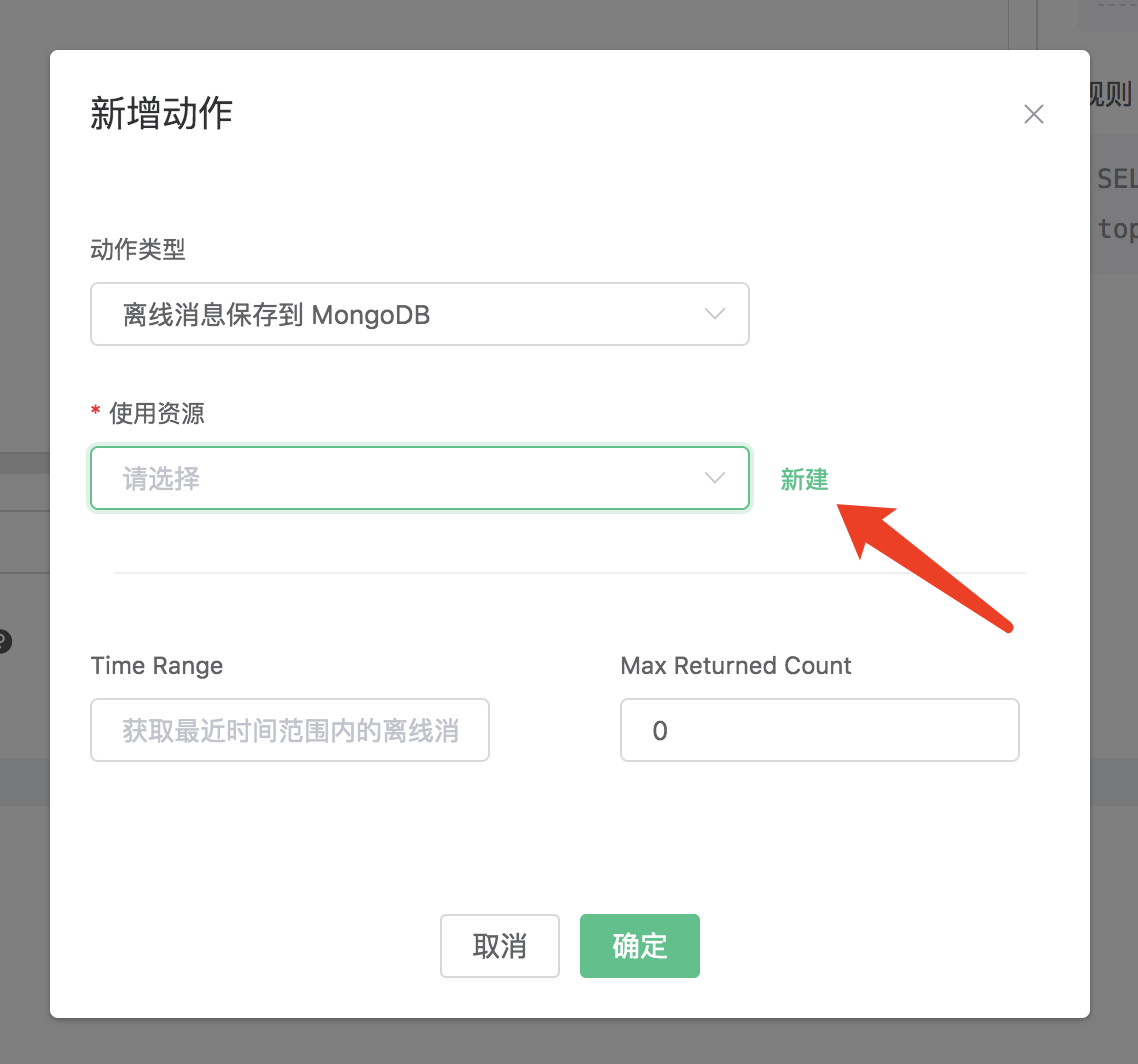 新增动作
规则
SEL
top
动作类型
离线消息保存到 MongoDB
* 使用资源
请选择
新建
Time Range
Max Returned Count
获取最近时间范围内的离线消
0
取消
确定